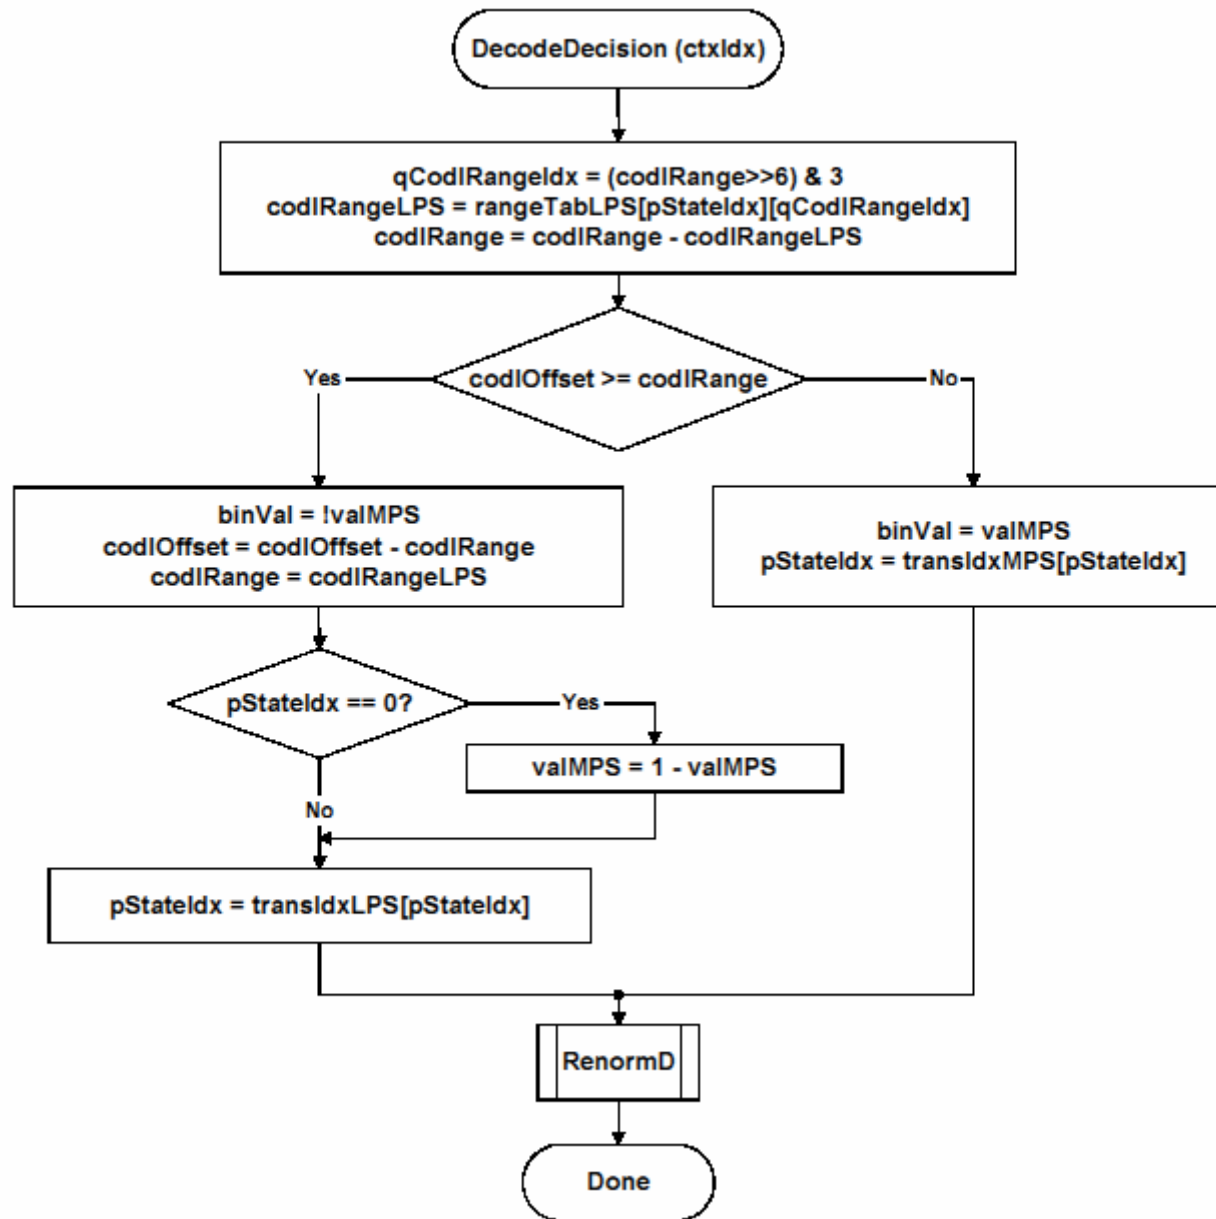 DecodeDecision (ctxIdx)
qCodIRangeIdx = (codIRange>>6) & 3
codIRangeLPS = rangeTabLPS[pStateIdx][qCodIRangeIdx]
codIRange = codIRange - codIRangeLPS
codIOffset >= codIRange
Yes
No
binVal = !valMPS
codIOffset = codIOffset - codIRange
codIRange = codIRangeLPS
binVal = valMPS
pStateIdx = transIdxMPS[pStateIdx]
pStateIdx == 0?
Yes
valMPS = 1 - valMPS
No
pStateIdx = transIdxLPS[pStateIdx]
RenormD
Done